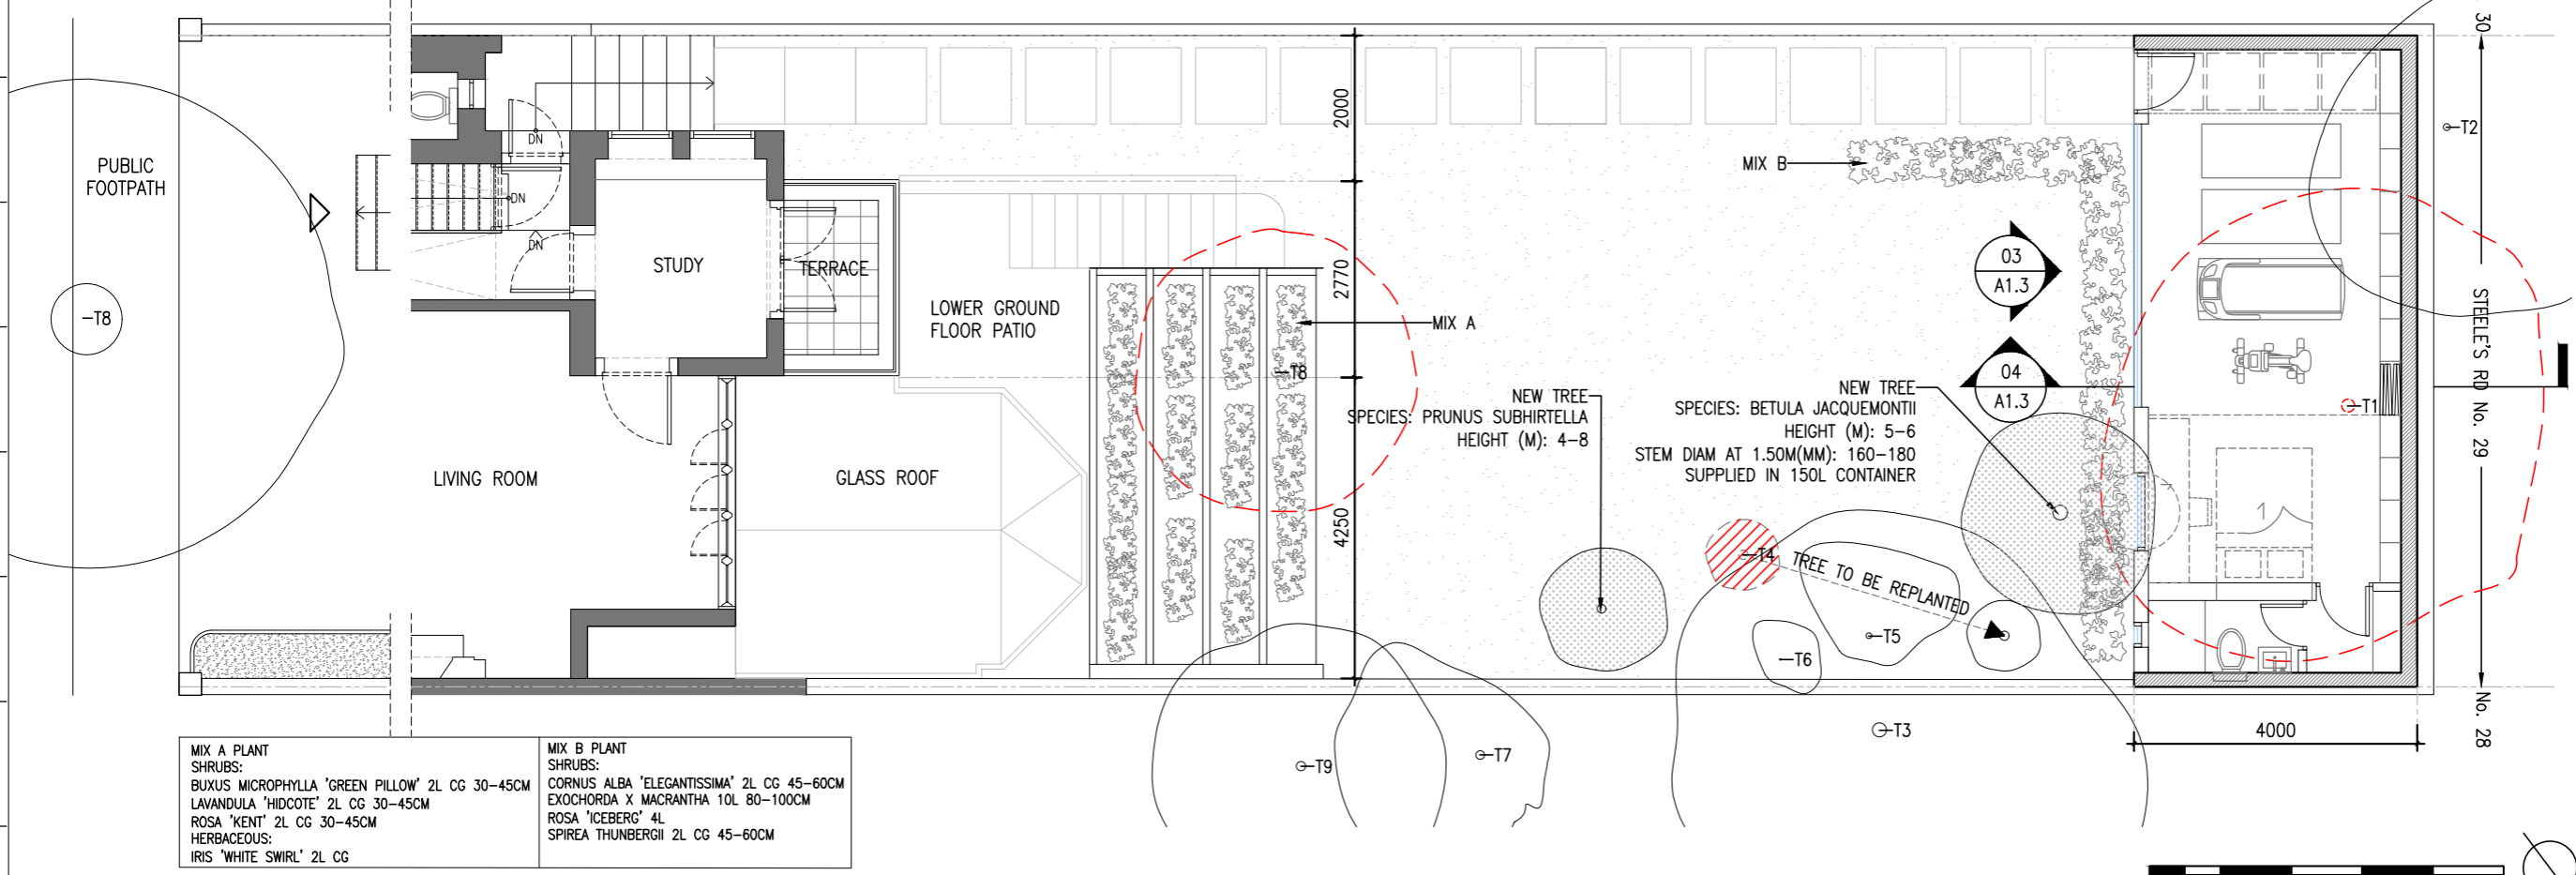 PUBLIC
FOOTPATH
T8
DN
DN
DN
STUDY
TERRACE
LIVING ROOM
GLASS ROOF
LOWER GROUND
FLOOR PATIO
2000
2770
4250
MIX A
T8
MIX B
NEW TREE
SPECIES: PRUNUS SUBHIRTELLA
HEIGHT (M): 4-8
NEW TREE
SPECIES: BETULA JACQUEMONTII
HEIGHT (M): 5-6
STEM DIAM AT 1.50M(MM): 160-180
SUPPLIED IN 150L CONTAINER
03
A1.3
04
A1.3
T4
TREE TO BE REPLANTED
T5
T6
T3
T7
T9
T1
T2
30
STEELE'S RD No. 29
No. 28
4000
MIX A PLANT
SHRUBS:
BUXUS MICROPHYLLA 'GREEN PILLOW' 2L CG 30-45CM
LAVANDULA 'HIDCOTE' 2L CG 30-45CM
ROSA 'KENT' 2L CG 30-45CM
HERBACEOUS:
IRIS 'WHITE SWIRL' 2L CG
MIX B PLANT
SHRUBS:
CORNUS ALBA 'ELEGANTISSIMA' 2L CG 45-60CM
EXOCHORDA X MACRANTHA 10L 80-100CM
ROSA 'ICEBERG' 4L
SPIREA THUNBERGII 2L CG 45-60CM